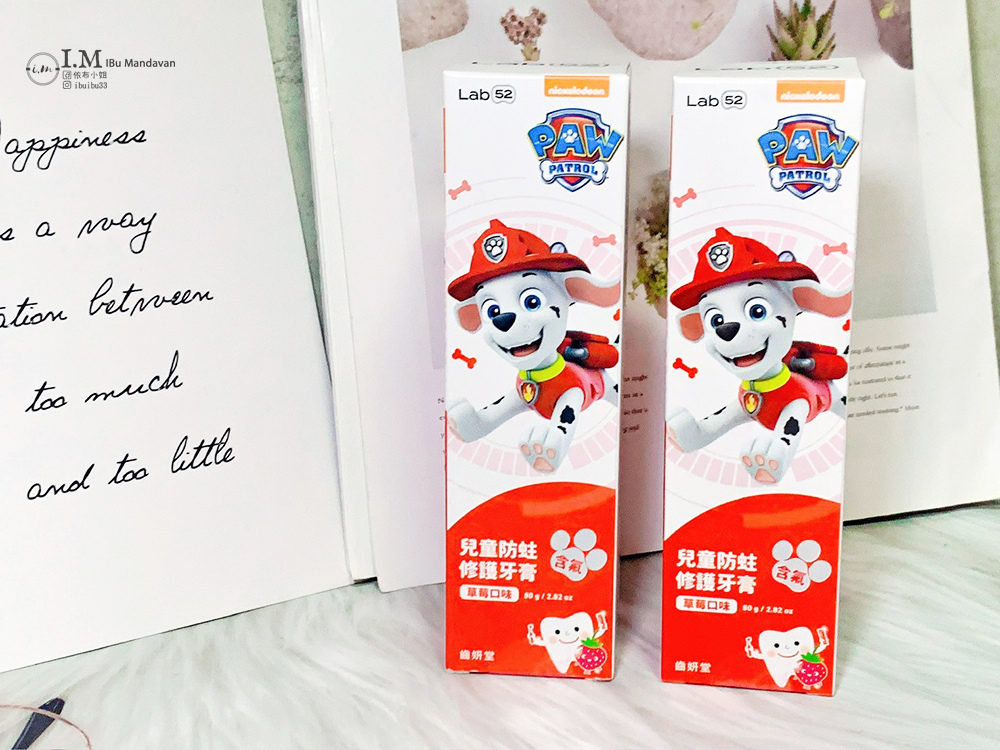 I.M IBu Mandavan
i.m
依布小姐
ibuibu33
appiness
s a way
ation between
too much
and too little
Lab 52
nickelodeon
PAW
PATROL
兒童防蛀
修護牙膏
含氟
草莓口味 80 g / 2.82 oz
齒妍堂
Lab 52
nickelodeon
PAW
PATROL
兒童防蛀
修護牙膏
含氟
草莓口味 80 g / 2.82 oz
齒妍堂